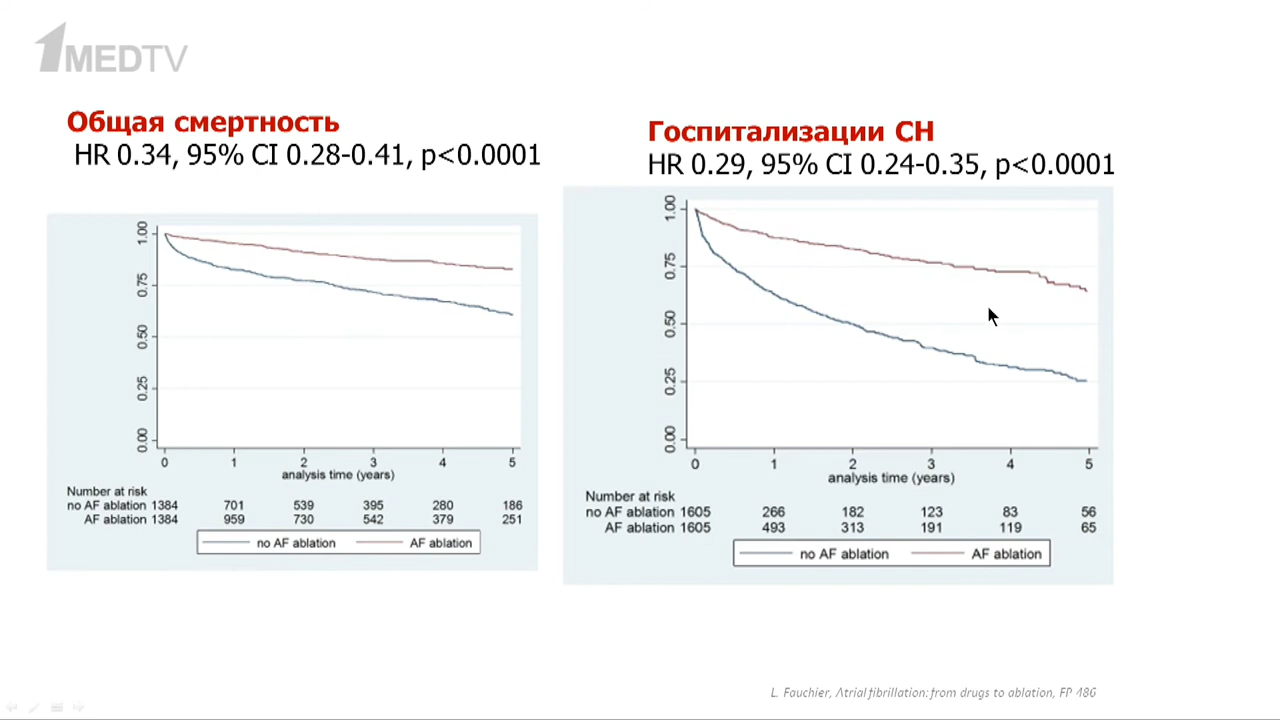 1MEDTV
Общая смертность
HR 0.34, 95% CI 0.28-0.41, p<0.0001
1.00
0.75
0.50
0.25
0.00
0 1 2 3 4 5
analysis time (years)
Number at risk
no AF ablation 1384 701 539 395 280 186
AF ablation 1384 959 730 542 379 251
no AF ablation AF ablation
Госпитализации СН
HR 0.29, 95% CI 0.24-0.35, p<0.0001
1.00
0.75
0.50
0.25
0.00
0 1 2 3 4 5
analysis time (years)
Number at risk
no AF ablation 1605 266 182 123 83 56
AF ablation 1605 493 313 191 119 65
no AF ablation AF ablation
L. Fauchier, Atrial fibrillation: from drugs to ablation, FP 486